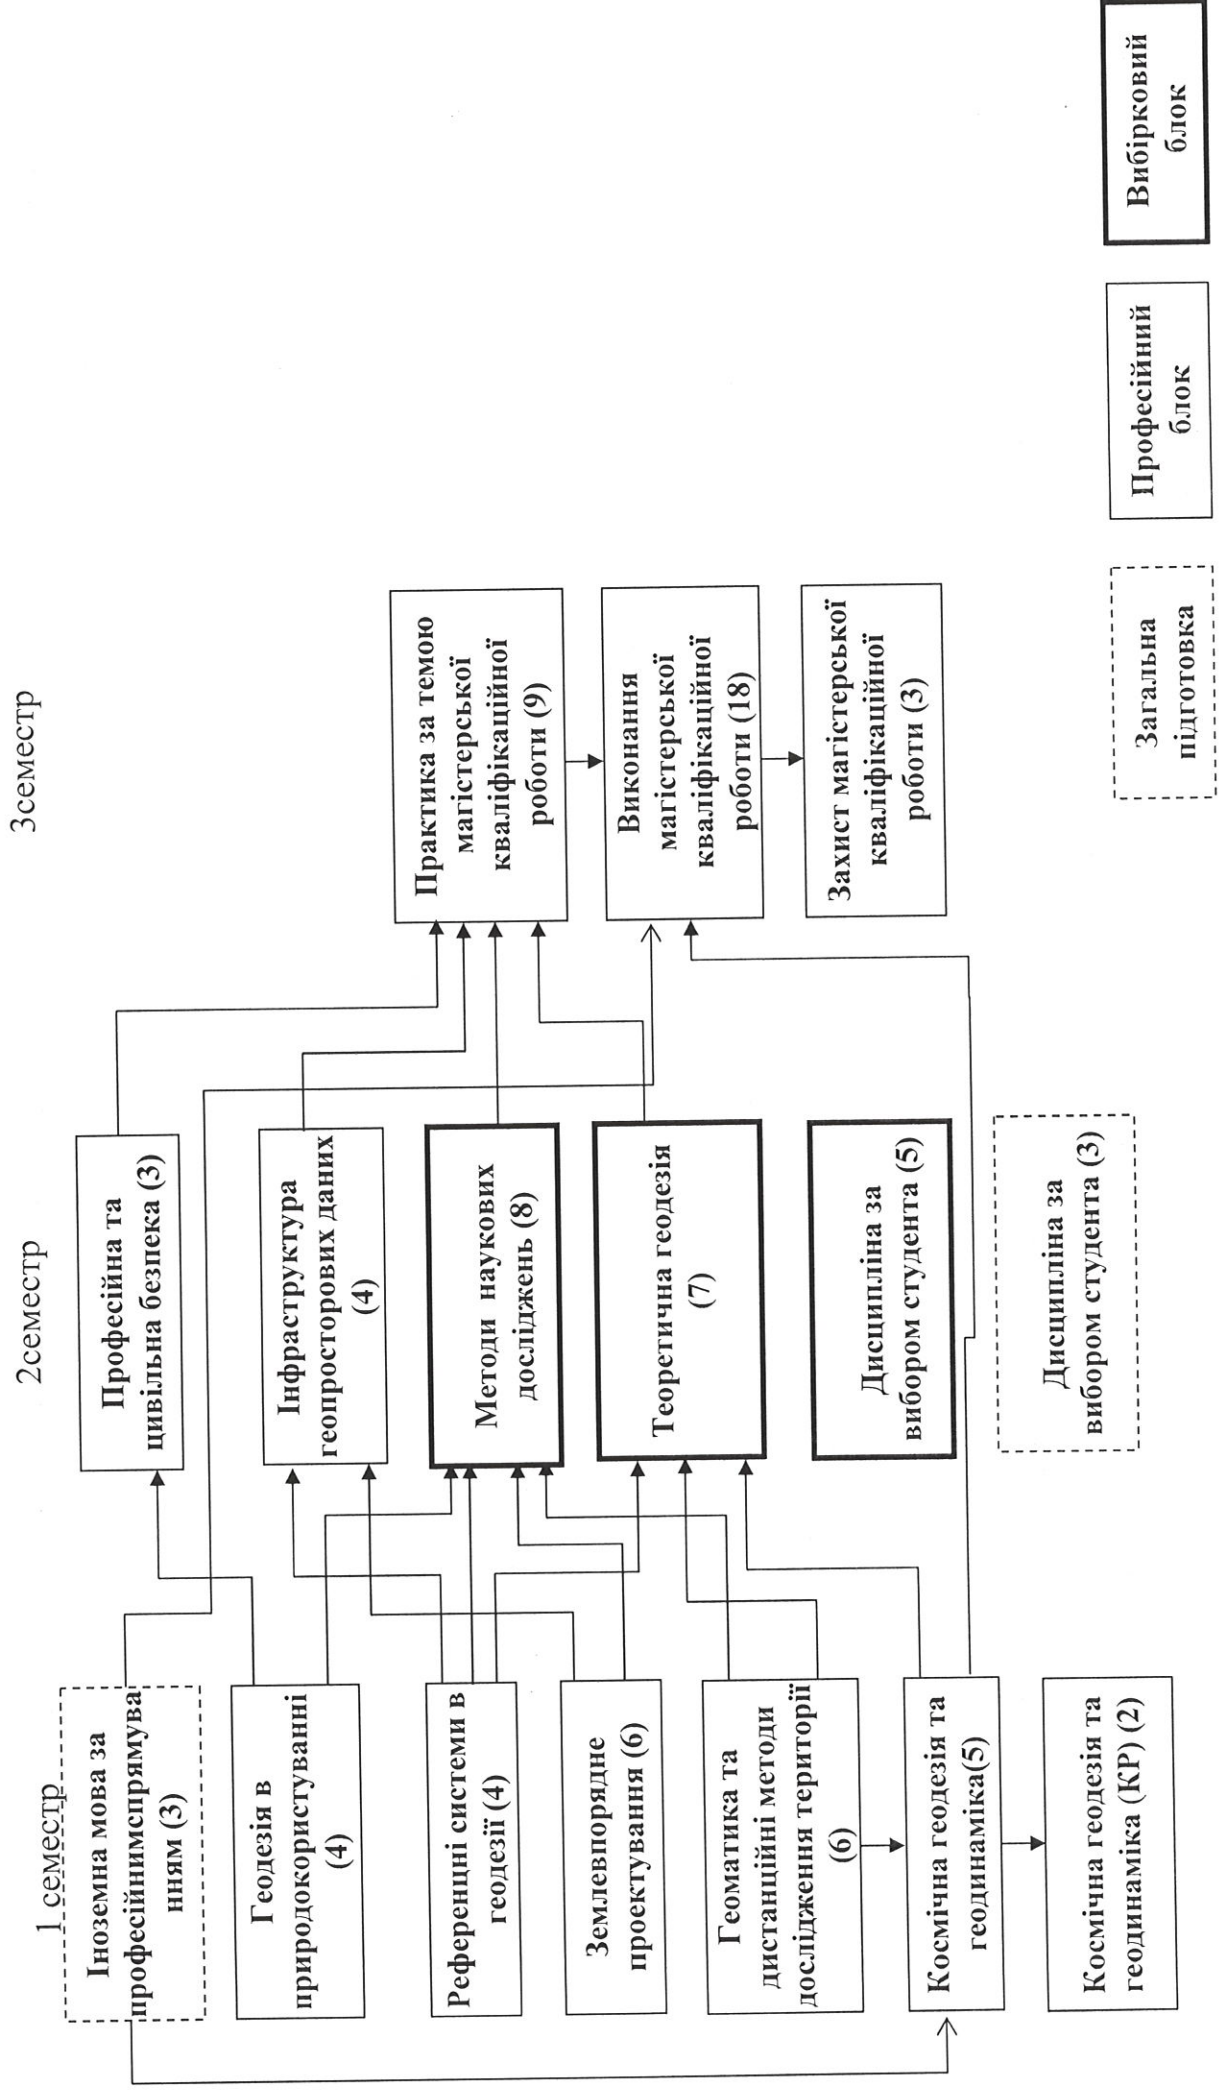 1 семестр
2семестр
3семестр
Іноземна мова за
професійнимспрямува
нням (3)
Геодезія в
природокористуванні
(4)
Референцні системи в
геодезії (4)
Землевпорядне
проектування (6)
Геоматика та
дистанційні методи
дослідження території
(6)
Космічна геодезія та
геодинаміка(5)
Космічна геодезія та
геодинаміка (КР) (2)
Професійна та
цивільна безпека (3)
Інфраструктура
геопросторових даних
(4)
Методи наукових
досліджень (8)
Теоретична геодезія
(7)
Дисципліна за
вибором студента (5)
Дисципліна за
вибором студента (3)
Практика за темою
магістерської
кваліфікаційної
роботи (9)
Виконання
магістерської
кваліфікаційної
роботи (18)
Захист магістерської
кваліфікаційної
роботи (3)
Загальна
підготовка
Професійний
блок
Вибірковий
блок